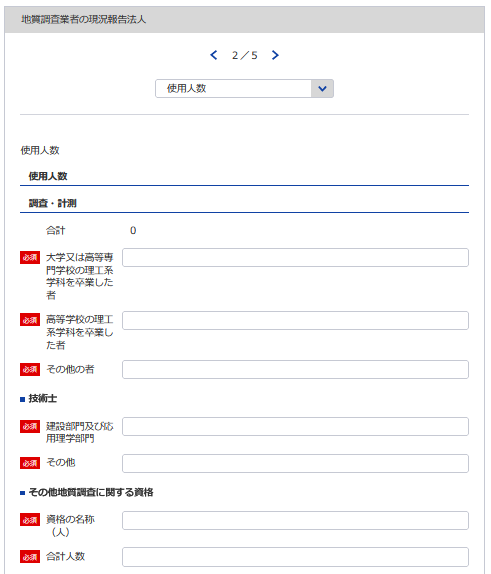 地質調査業者の現況報告法人
2／5
使用人数
使用人数
使用人数
調査・計測
合計 0
必須 大学又は高等専
門学校の理工系
学科を卒業した
者
必須 高等学校の理工
系学科を卒業し
た者
必須 その他の者
技術士
必須 建設部門及び応
用理学部門
必須 その他
その他地質調査に関する資格
必須 資格の名称
（人）
必須 合計人数